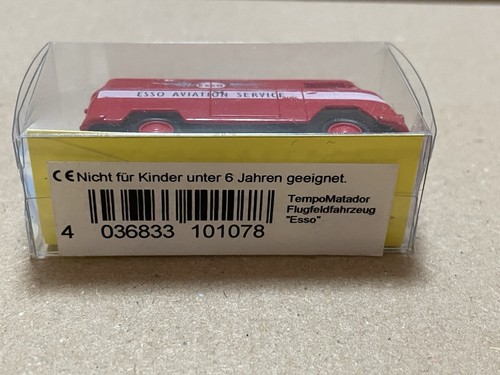 ESSO AVIATION SERVICE
CE Nicht für Kinder unter 6 Jahren geeignet.
TempoMatador
Flugfeldfahrzeug
"Esso"
4 036833 101078